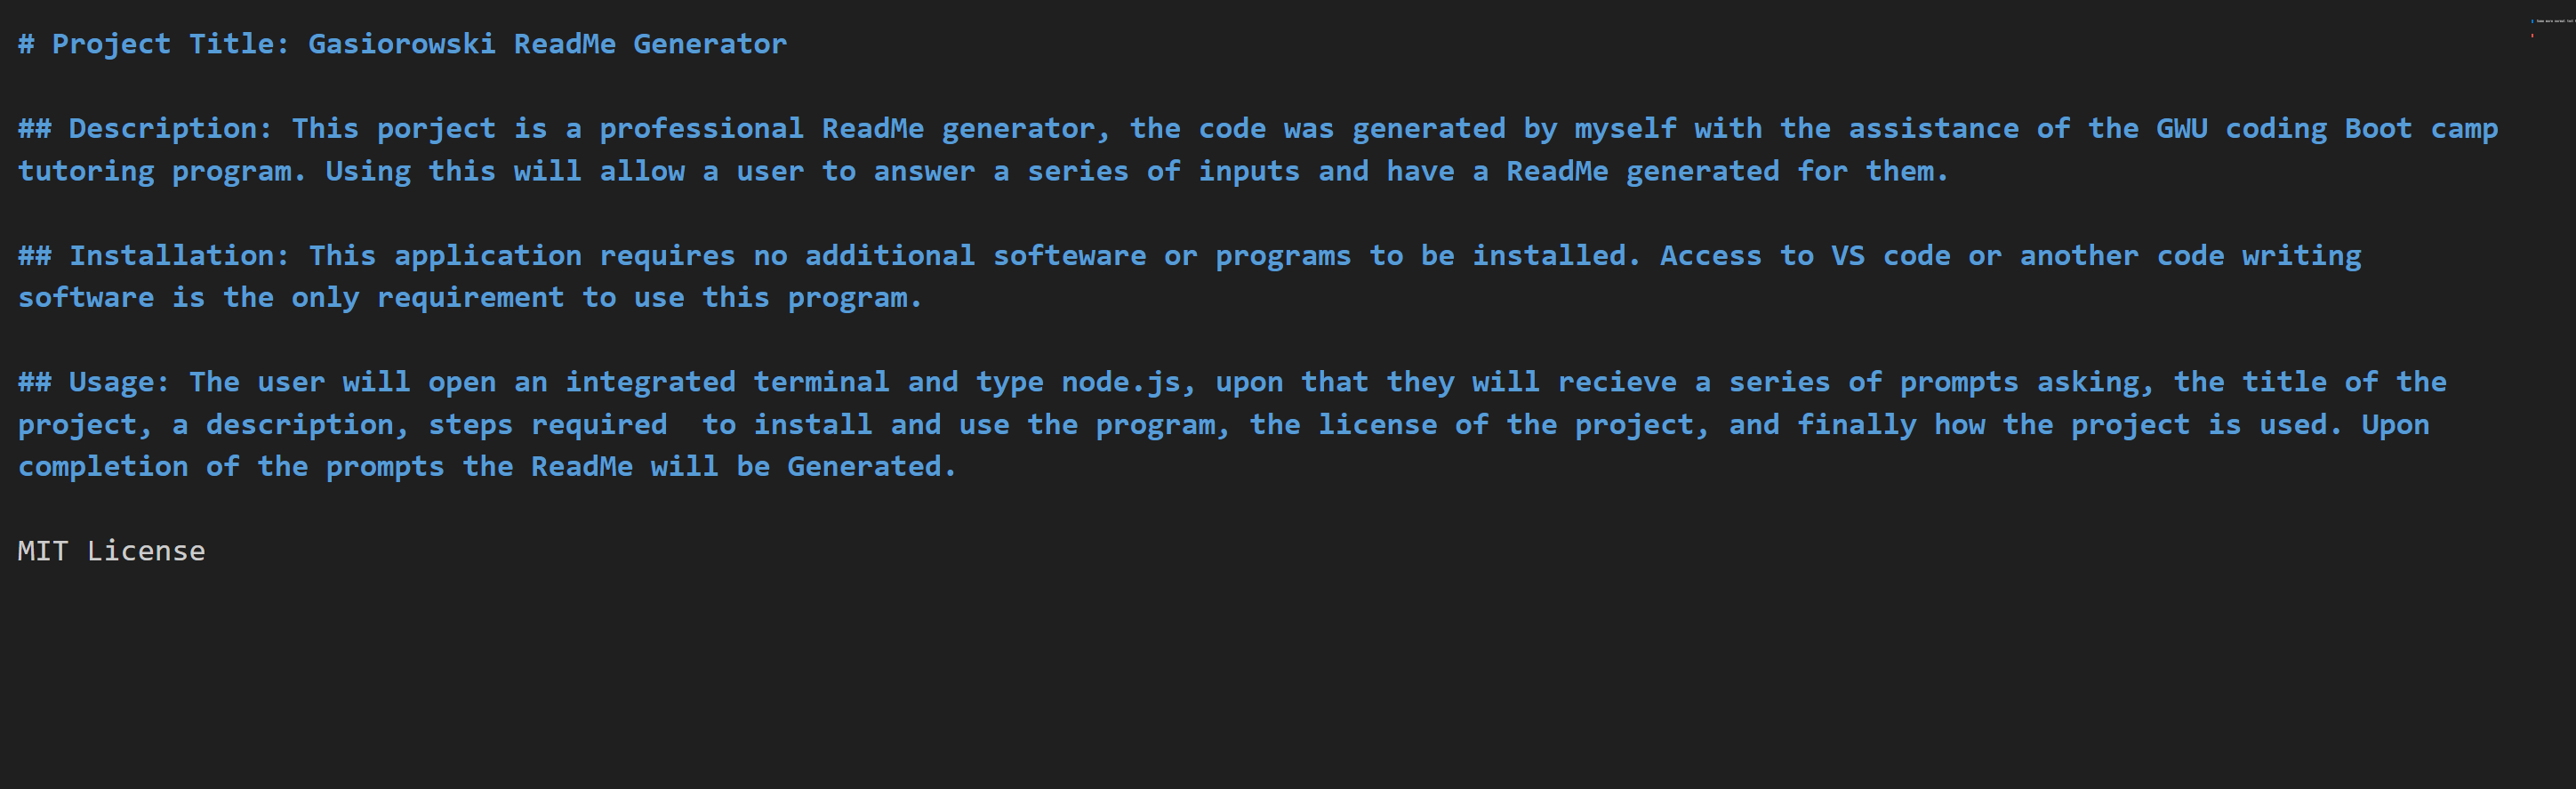 # Project Title: Gasiorowski ReadMe Generator
## Description: This porject is a professional ReadMe generator, the code was generated by myself with the assistance of the GWU coding Boot camp
tutoring program. Using this will allow a user to answer a series of inputs and have a ReadMe generated for them.
## Installation: This application requires no additional softeware or programs to be installed. Access to VS code or another code writing
software is the only requirement to use this program.
## Usage: The user will open an integrated terminal and type node.js, upon that they will recieve a series of prompts asking, the title of the
project, a description, steps required  to install and use the program, the license of the project, and finally how the project is used. Upon
completion of the prompts the ReadMe will be Generated.
MIT License